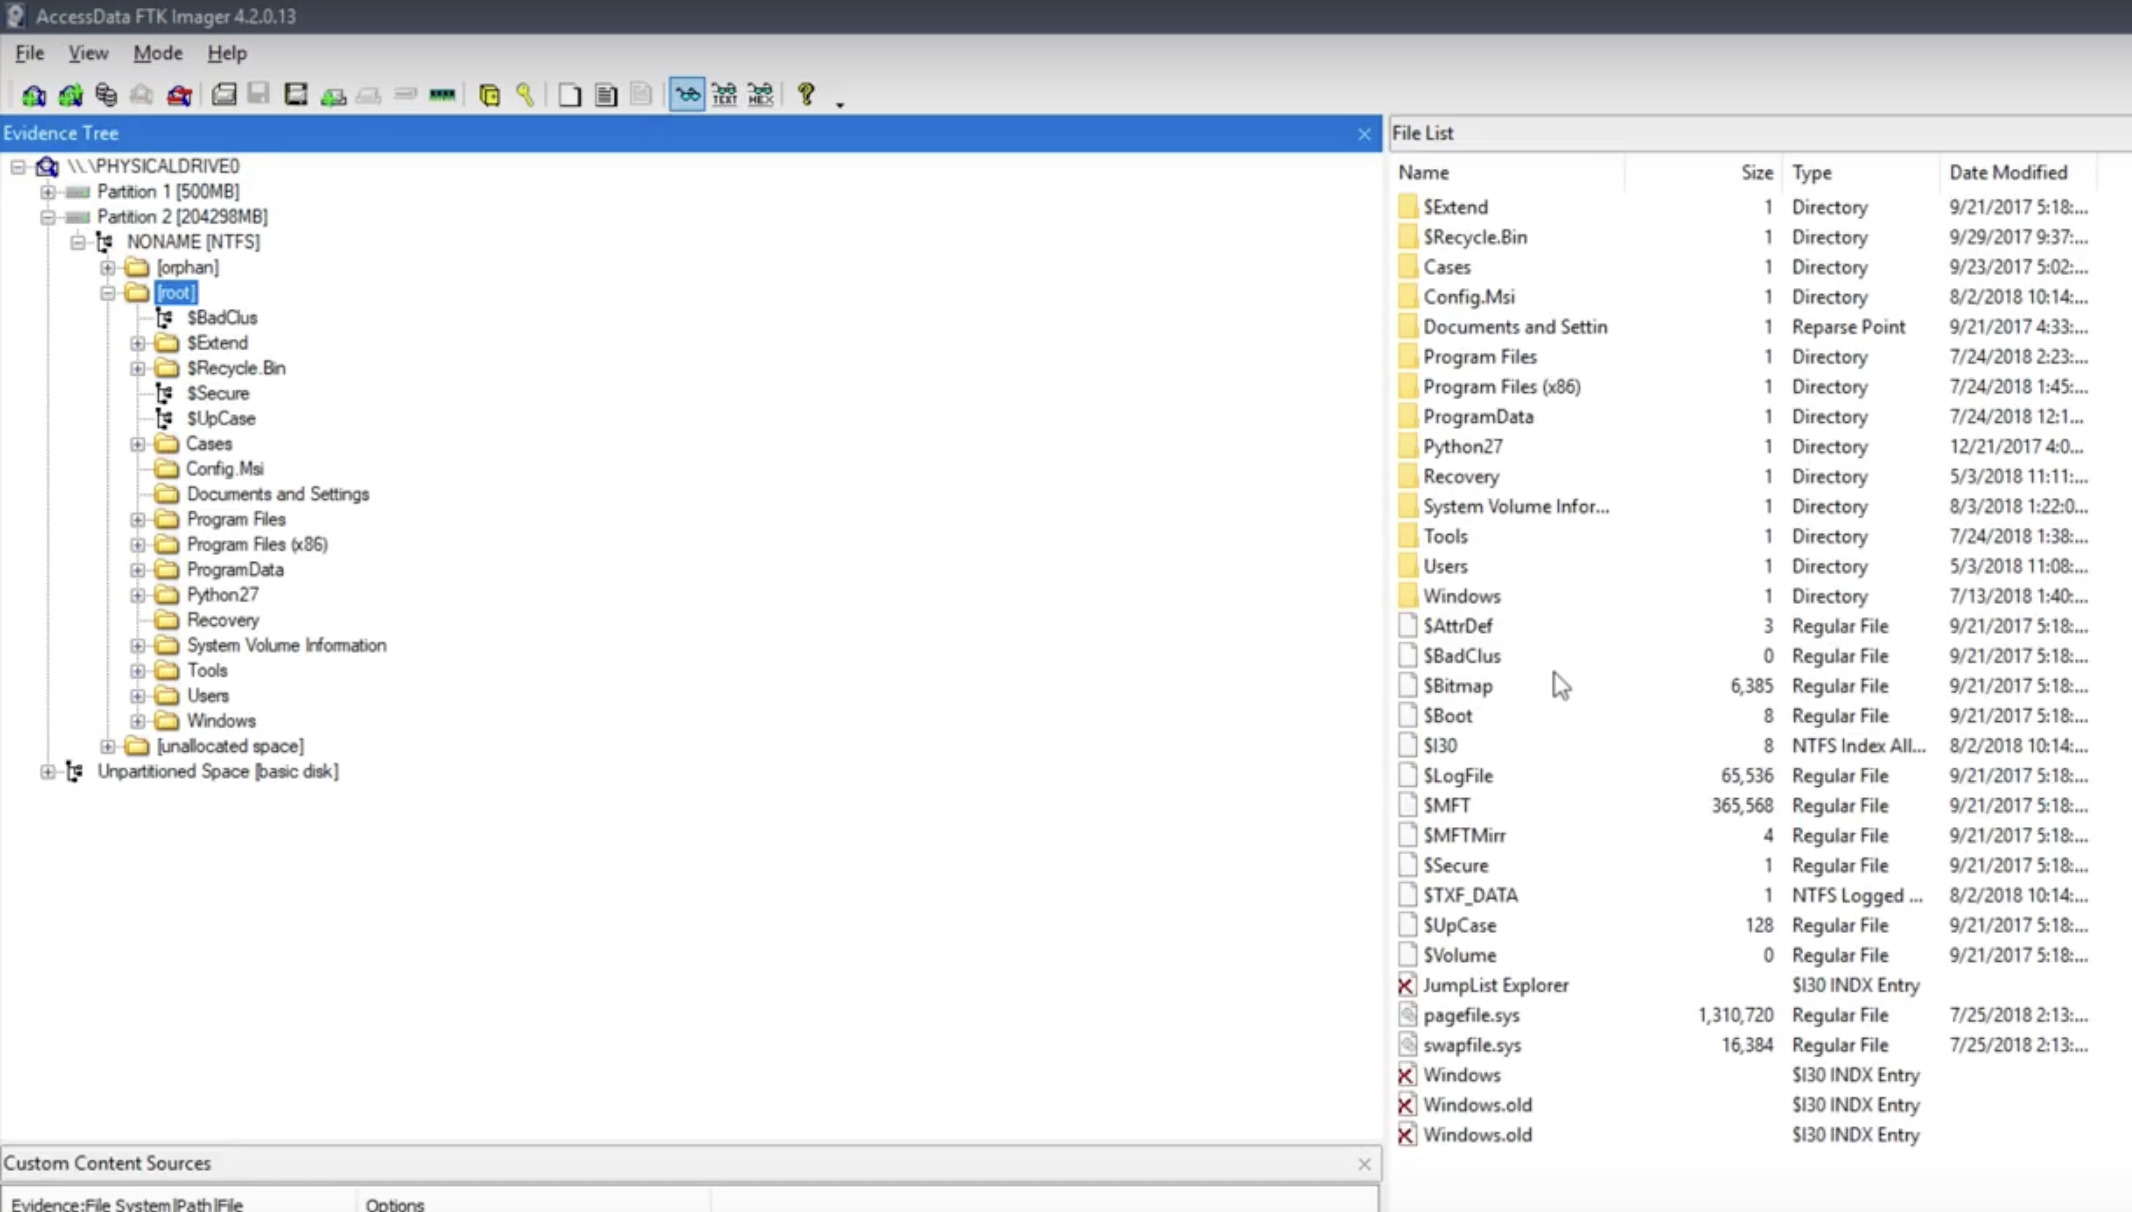 AccessData FTK Imager 4.2.0.13
File View Mode Help
TEXT HEX
Evidence Tree
\\.\PHYSICALDRIVE0
Partition 1 [500MB]
Partition 2 [204298MB]
NONAME [NTFS]
[orphan]
[root]
$BadClus
$Extend
$Recycle.Bin
$Secure
$UpCase
Cases
Config.Msi
Documents and Settings
Program Files
Program Files (x86)
ProgramData
Python27
Recovery
System Volume Information
Tools
Users
Windows
[unallocated space]
Unpartitioned Space [basic disk]
Custom Content Sources
Evidence:File System|Path|File Options
File List
Name Size Type Date Modified
$Extend 1 Directory 9/21/2017 5:18:...
$Recycle.Bin 1 Directory 9/29/2017 9:37:...
Cases 1 Directory 9/23/2017 5:02:...
Config.Msi 1 Directory 8/2/2018 10:14:...
Documents and Settin 1 Reparse Point 9/21/2017 4:33:...
Program Files 1 Directory 7/24/2018 2:23:...
Program Files (x86) 1 Directory 7/24/2018 1:45:...
ProgramData 1 Directory 7/24/2018 12:1...
Python27 1 Directory 12/21/2017 4:0...
Recovery 1 Directory 5/3/2018 11:11:...
System Volume Infor... 1 Directory 8/3/2018 1:22:0...
Tools 1 Directory 7/24/2018 1:38:...
Users 1 Directory 5/3/2018 11:08:...
Windows 1 Directory 7/13/2018 1:40:...
$AttrDef 3 Regular File 9/21/2017 5:18:...
$BadClus 0 Regular File 9/21/2017 5:18:...
$Bitmap 6,385 Regular File 9/21/2017 5:18:...
$Boot 8 Regular File 9/21/2017 5:18:...
$I30 8 NTFS Index All... 8/2/2018 10:14:...
$LogFile 65,536 Regular File 9/21/2017 5:18:...
$MFT 365,568 Regular File 9/21/2017 5:18:...
$MFTMirr 4 Regular File 9/21/2017 5:18:...
$Secure 1 Regular File 9/21/2017 5:18:...
$TXF_DATA 1 NTFS Logged ... 8/2/2018 10:14:...
$UpCase 128 Regular File 9/21/2017 5:18:...
$Volume 0 Regular File 9/21/2017 5:18:...
JumpList Explorer $I30 INDX Entry
pagefile.sys 1,310,720 Regular File 7/25/2018 2:13:...
swapfile.sys 16,384 Regular File 7/25/2018 2:13:...
Windows $I30 INDX Entry
Windows.old $I30 INDX Entry
Windows.old $I30 INDX Entry